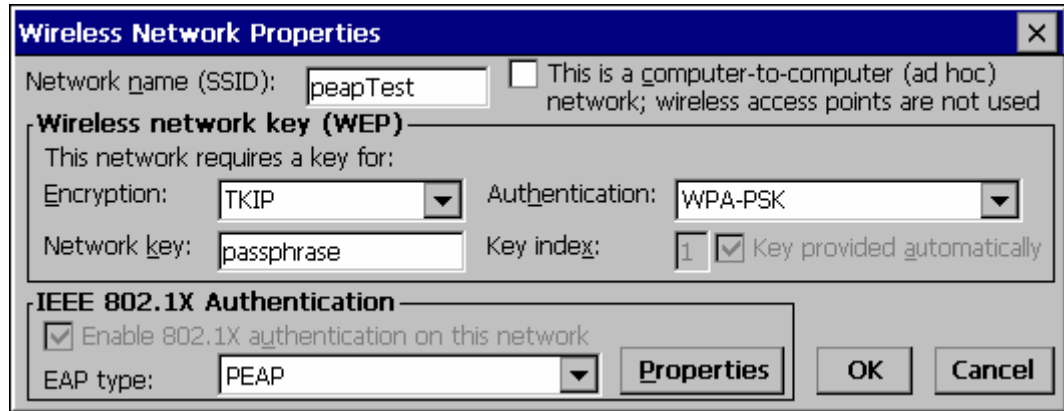 Wireless Network Properties
Network name (SSID): peapTest This is a computer-to-computer (ad hoc)
network; wireless access points are not used
Wireless network key (WEP)
This network requires a key for:
Encryption: TKIP Authentication: WPA-PSK
Network key: passphrase Key index: 1 Key provided automatically
IEEE 802.1X Authentication
Enable 802.1X authentication on this network
EAP type: PEAP Properties OK Cancel